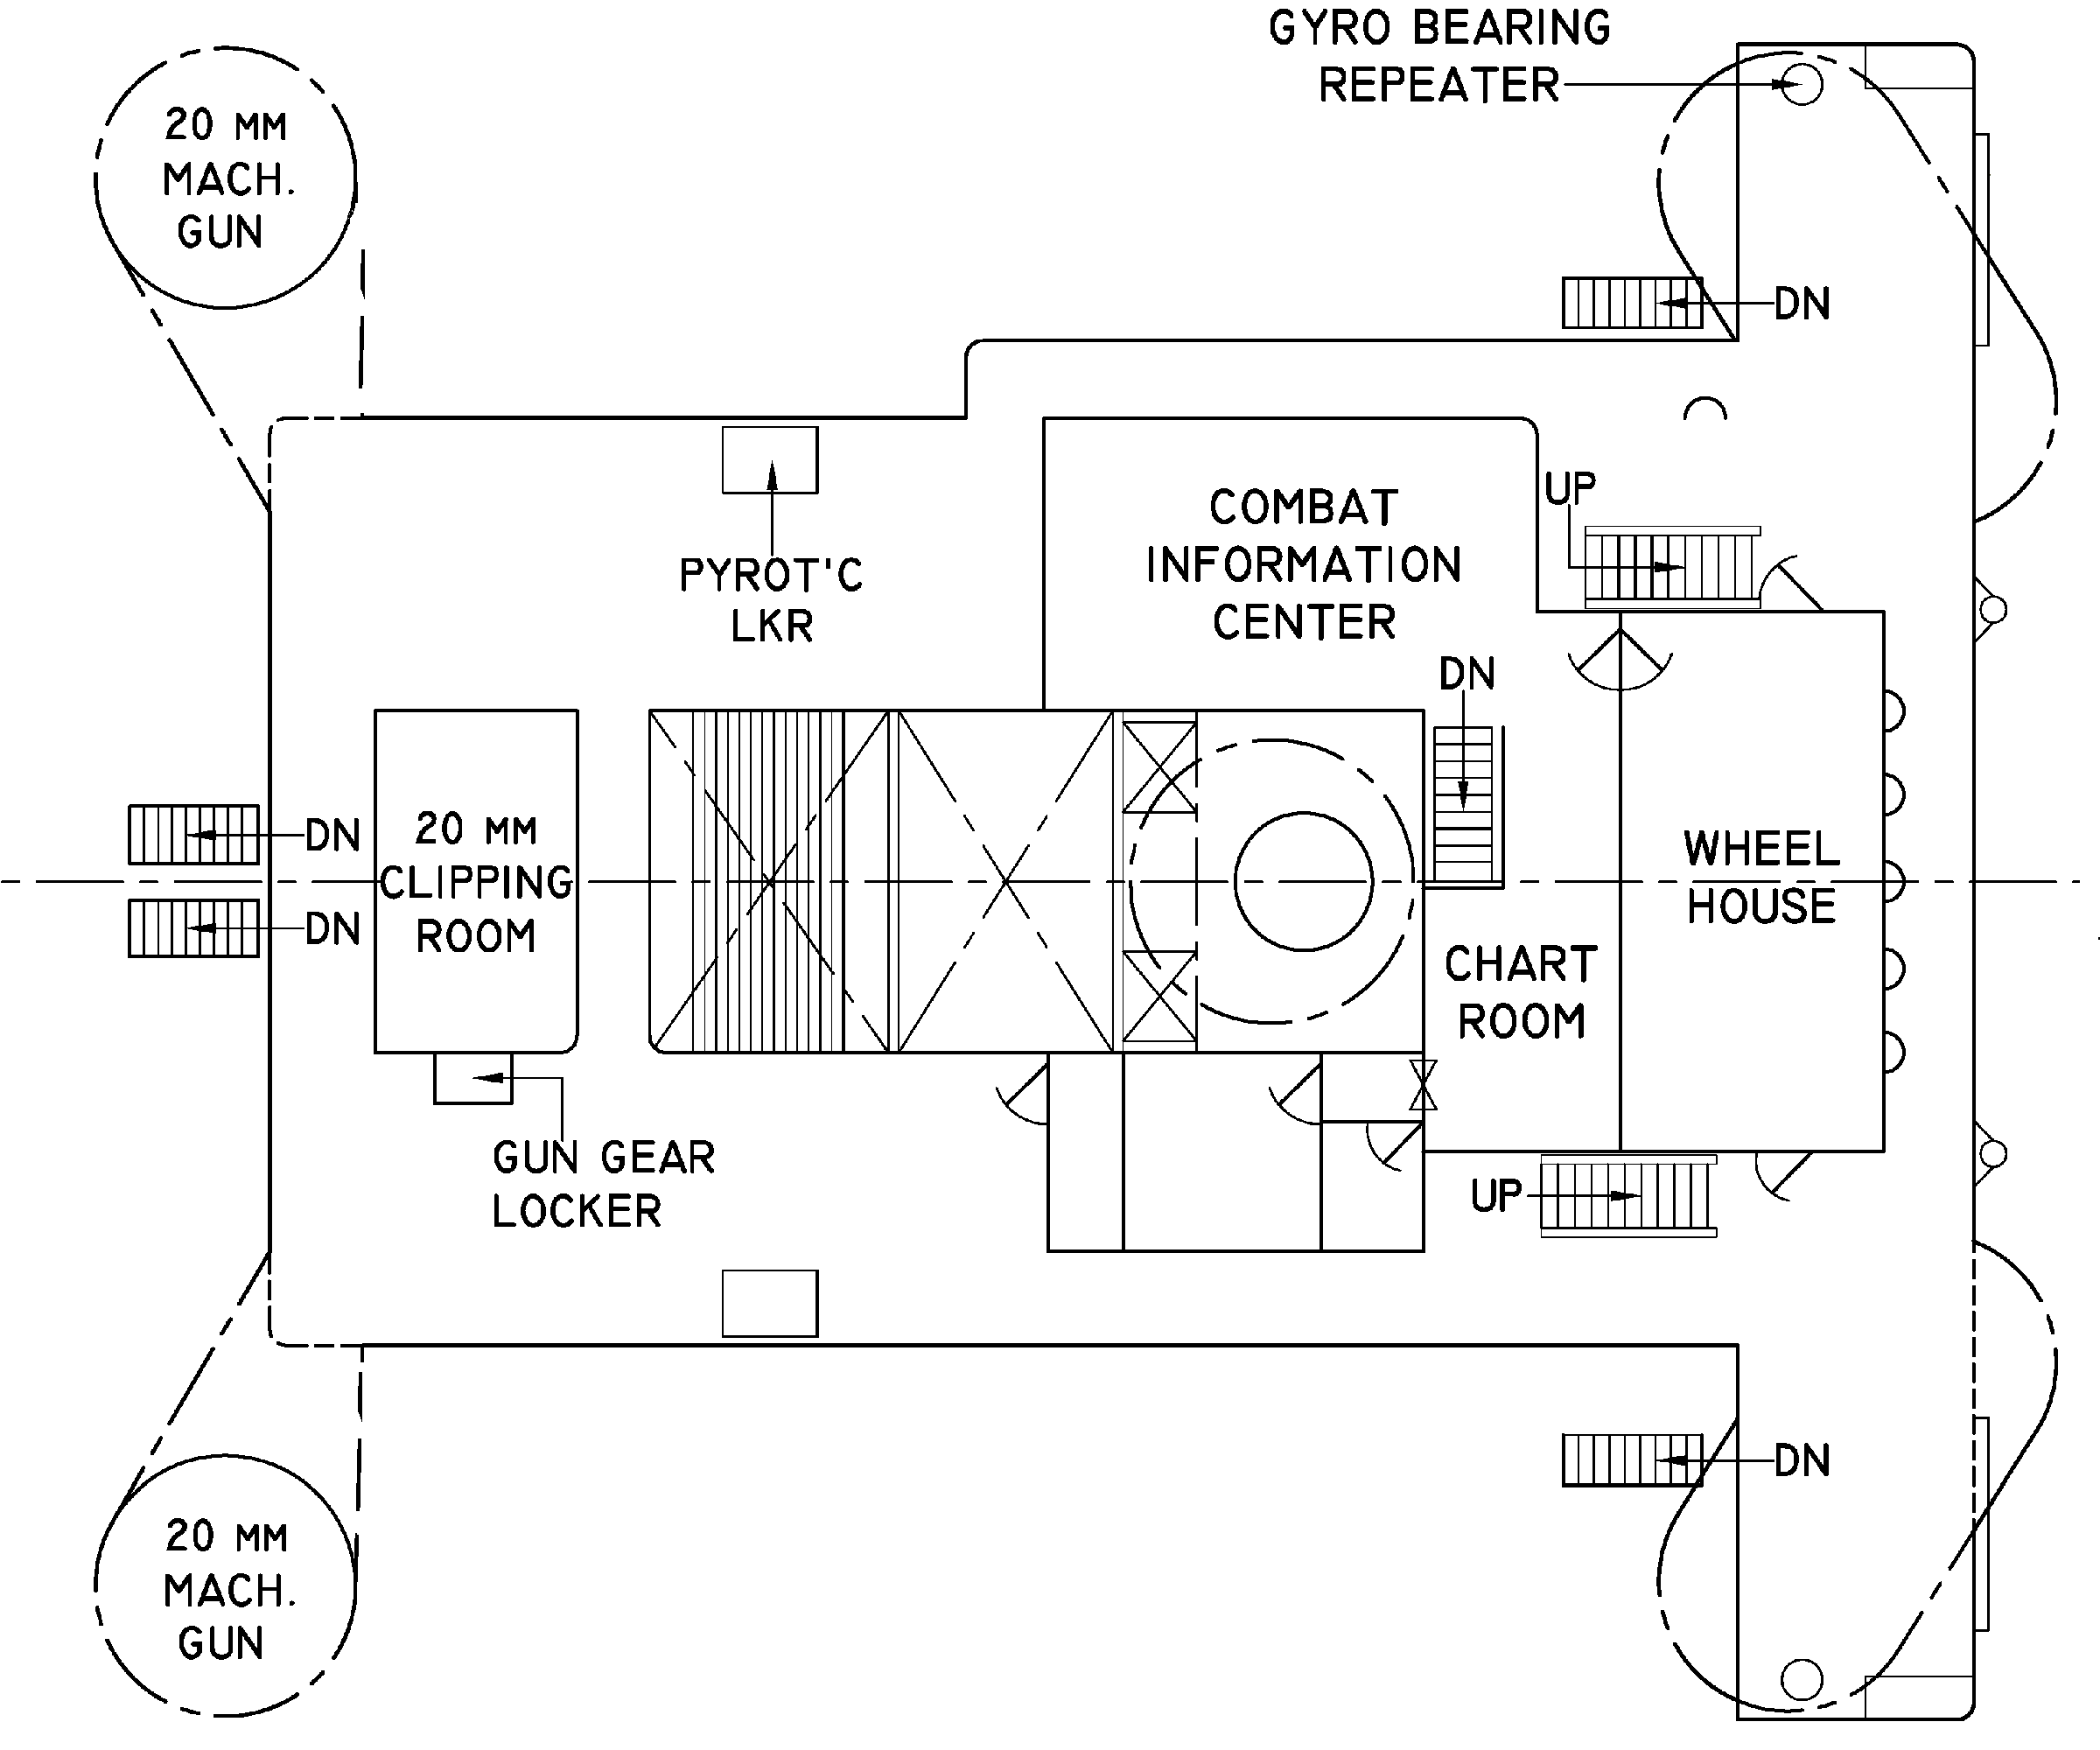 GYRO BEARING
REPEATER
20 MM
MACH.
GUN
DN
UP
COMBAT
INFORMATION
CENTER
PYROT'C
LKR
DN
DN
20 MM
CLIPPING
ROOM
DN
WHEEL
HOUSE
CHART
ROOM
GUN GEAR
LOCKER
UP
DN
20 MM
MACH.
GUN